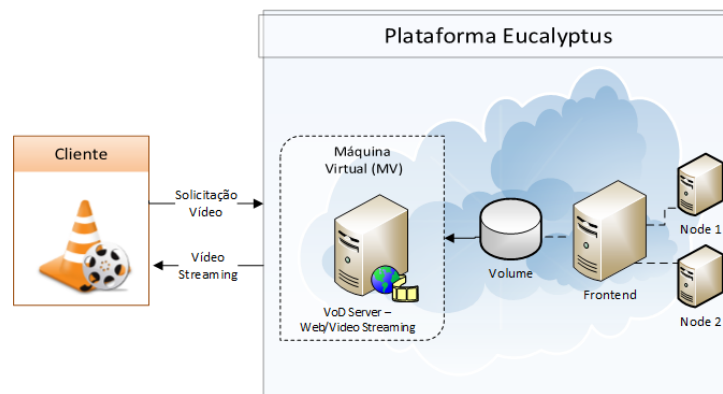 Plataforma Eucalyptus
Cliente
Solicitação
Vídeo
Vídeo
Streaming
Máquina
Virtual (MV)
VoD Server –
Web/Video Streaming
Volume
Frontend
Node 1
Node 2